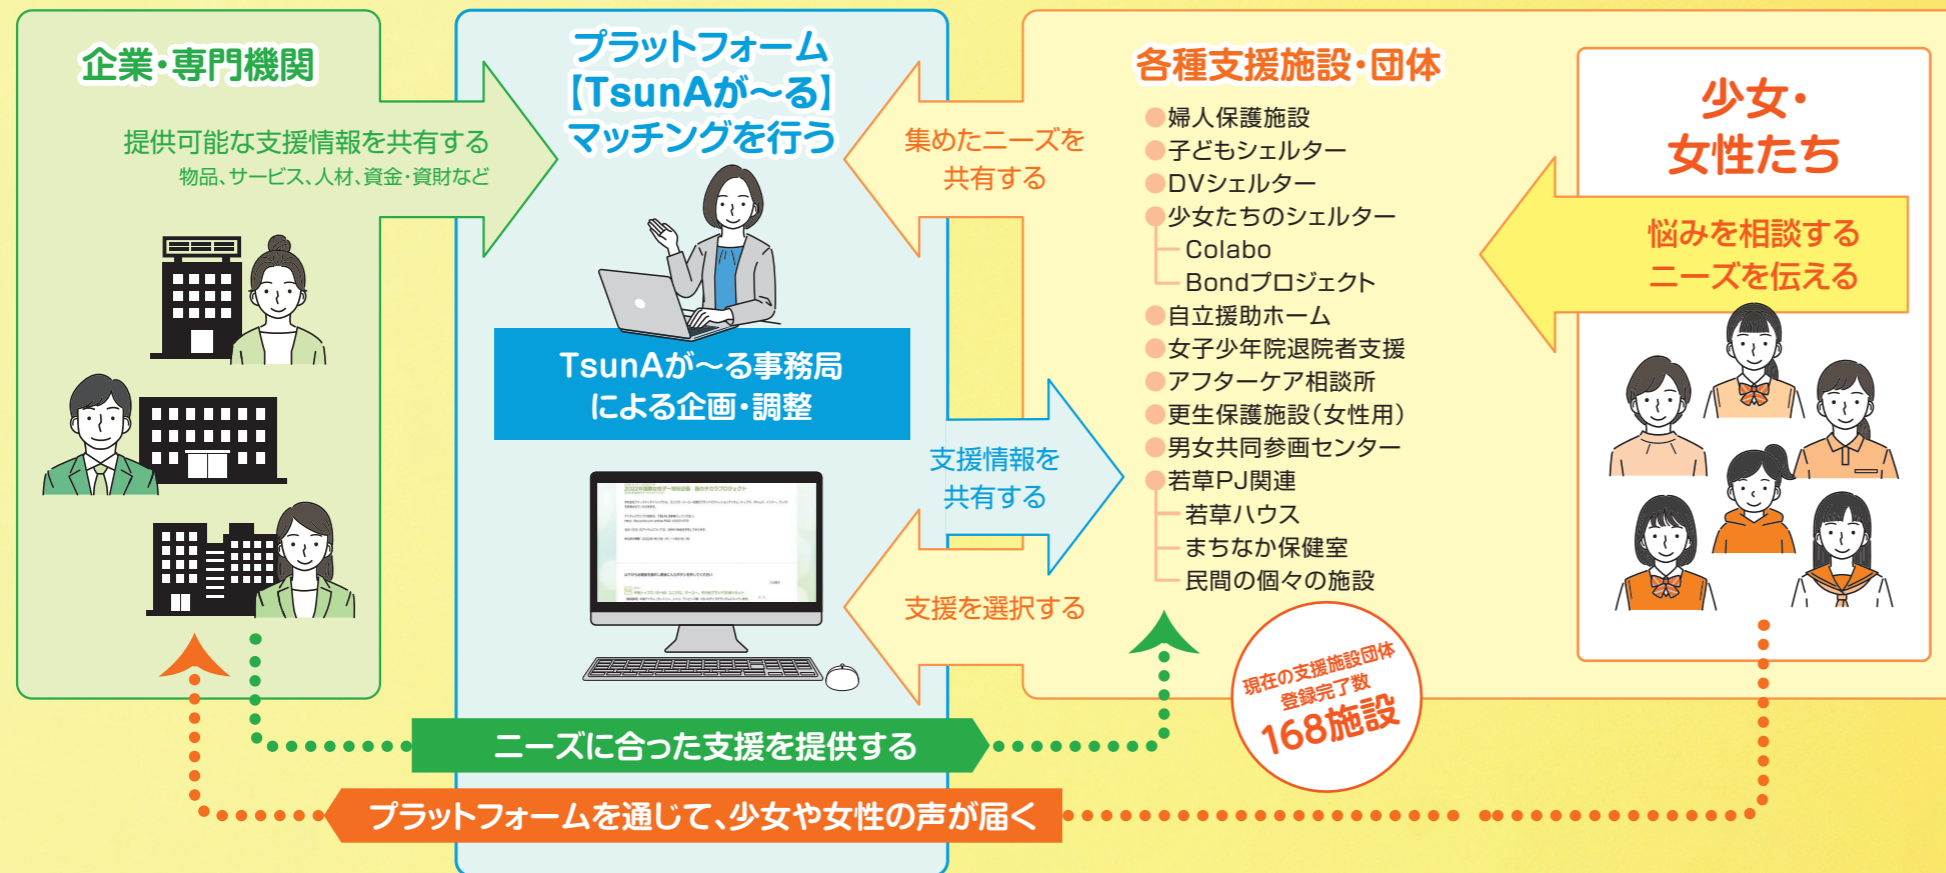 企業・専門機関
提供可能な支援情報を共有する
物品、サービス、人材、資金・資財など
プラットフォーム
【TsunAが〜る】
マッチングを行う
TsunAが〜る事務局
による企画・調整
集めたニーズを
共有する
支援情報を
共有する
支援を選択する
各種支援施設・団体
●婦人保護施設
●子どもシェルター
●DVシェルター
●少女たちのシェルター
Colabo
Bondプロジェクト
●自立援助ホーム
●女子少年院退院者支援
●アフターケア相談所
●更生保護施設(女性用)
●男女共同参画センター
●若草PJ関連
若草ハウス
まちなか保健室
民間の個々の施設
現在の支援施設団体
登録完了数
168施設
少女・
女性たち
悩みを相談する
ニーズを伝える
ニーズに合った支援を提供する
プラットフォームを通じて、少女や女性の声が届く